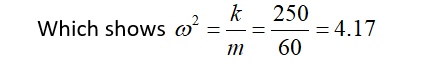 Which shows ω² = k/m = 250/60 = 4.17